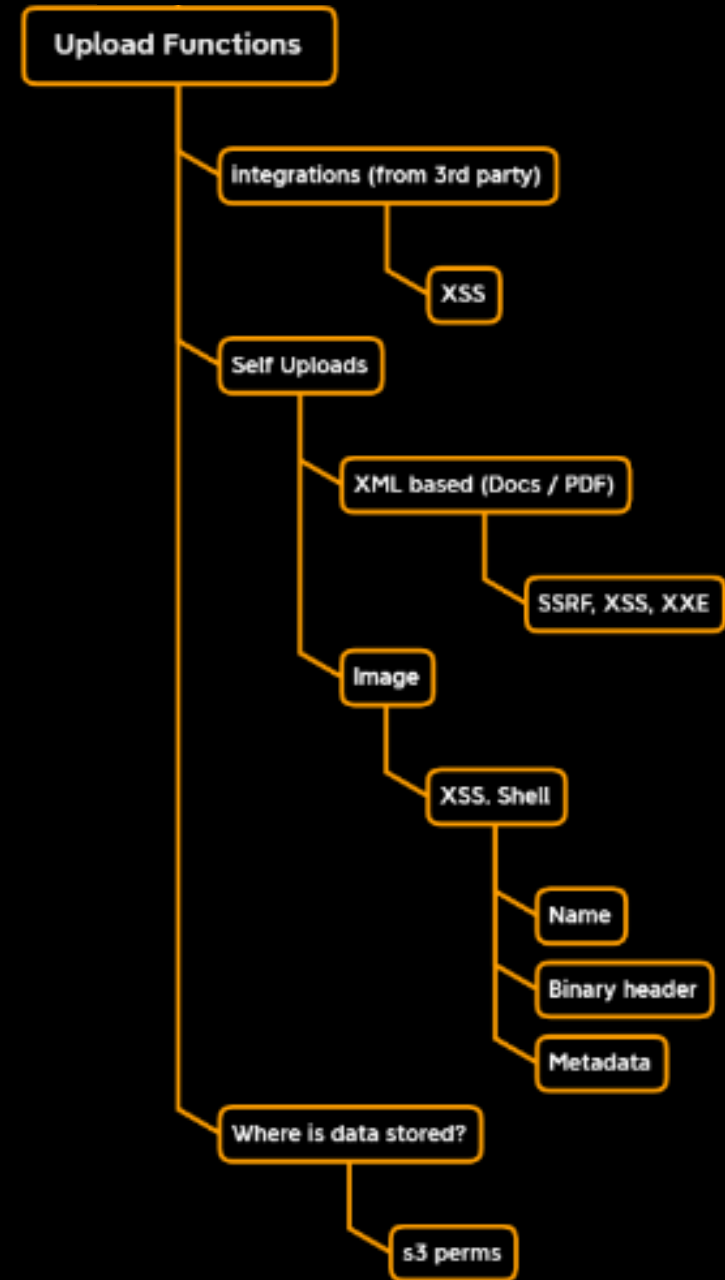 Upload Functions
integrations (from 3rd party)
XSS
Self Uploads
XML based (Docs / PDF)
SSRF, XSS, XXE
Image
XSS. Shell
Name
Binary header
Metadata
Where is data stored?
s3 perms